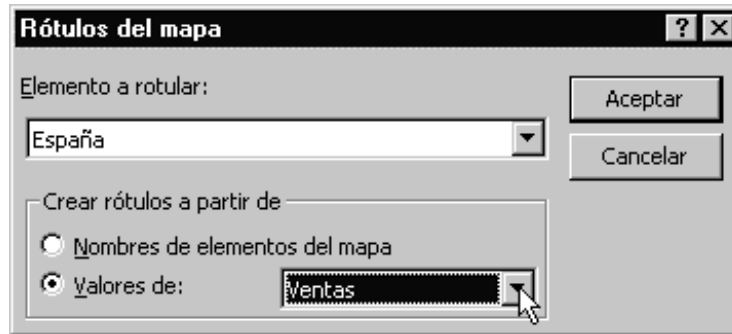 Rótulos del mapa
Elemento a rotular:
Aceptar
España
Cancelar
Crear rótulos a partir de
Nombres de elementos del mapa
Valores de:
Ventas